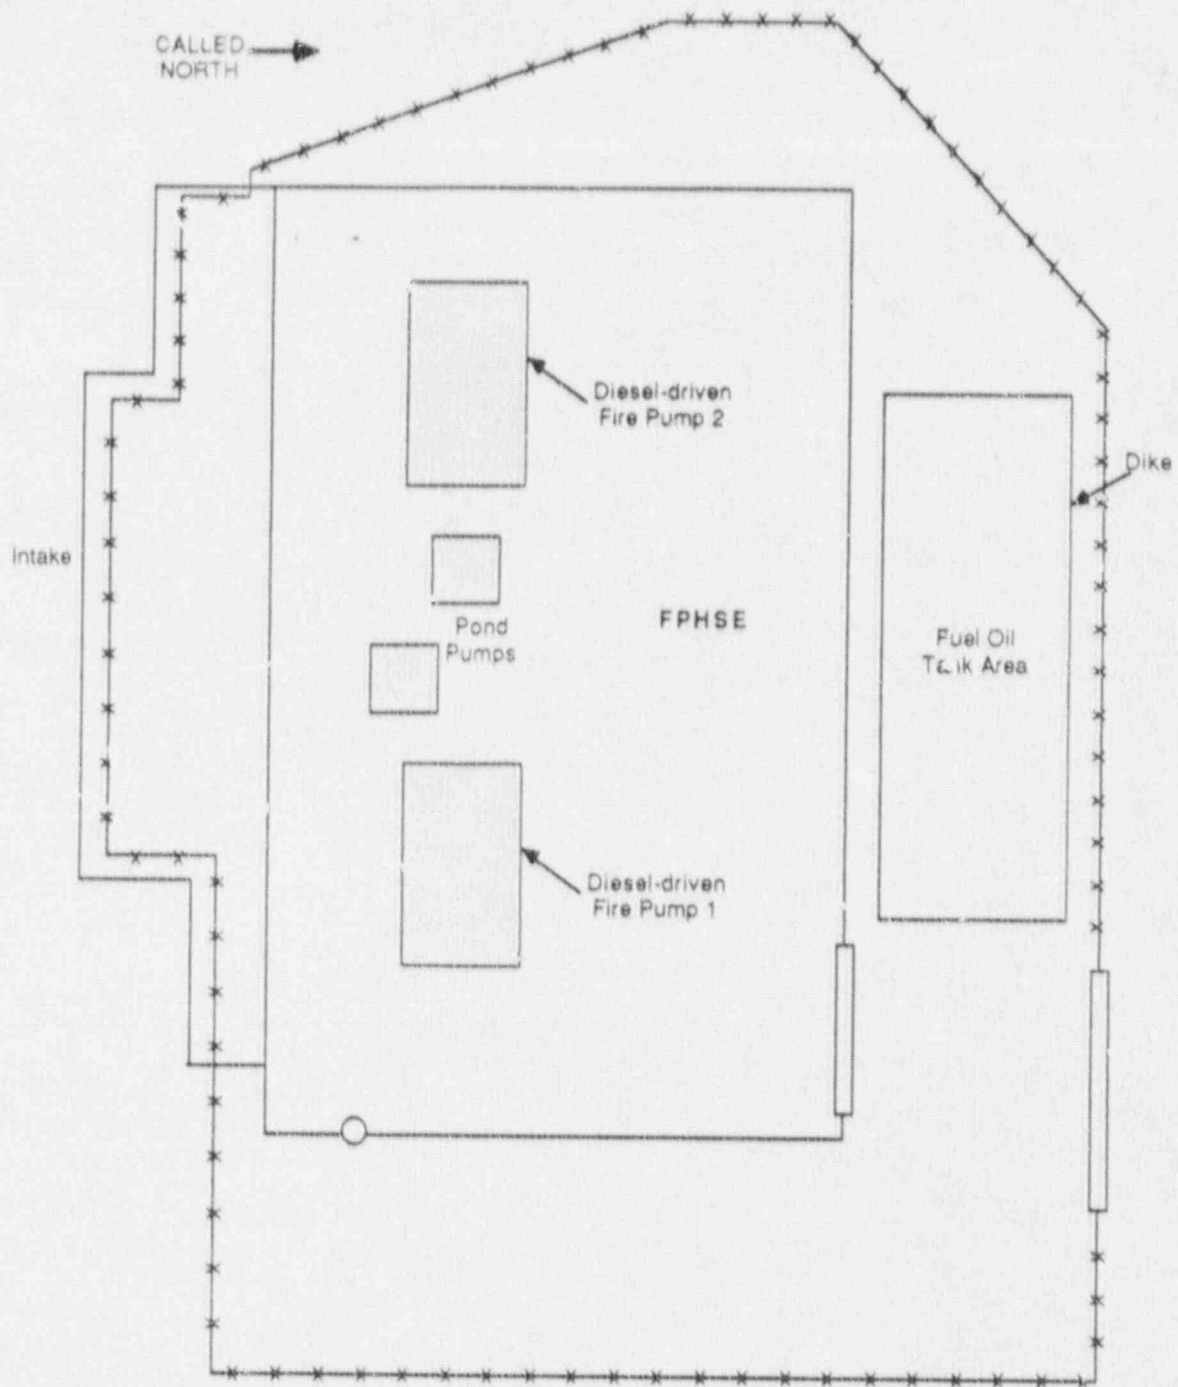 CALLED
NORTH
Diesel-driven
Fire Pump 2
Dike
Intake
Pond
Pumps
FPHSE
Fuel Oil
Area
Diesel-driven
Fire Pump 1